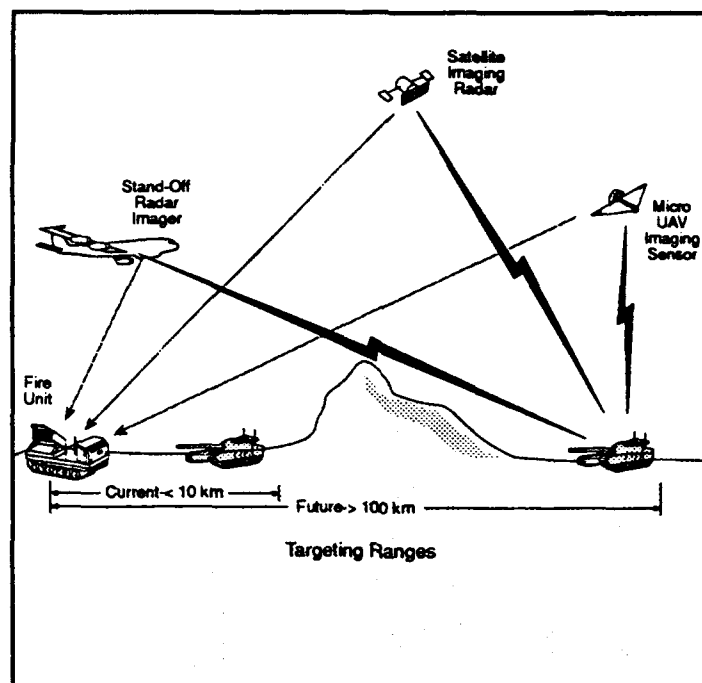 Satellite
Imaging
Radar
Stand-Off
Radar
Imager
Micro
UAV
Imaging
Sensor
Fire
Unit
Current-< 10 km
Future-> 100 km
Targeting Ranges